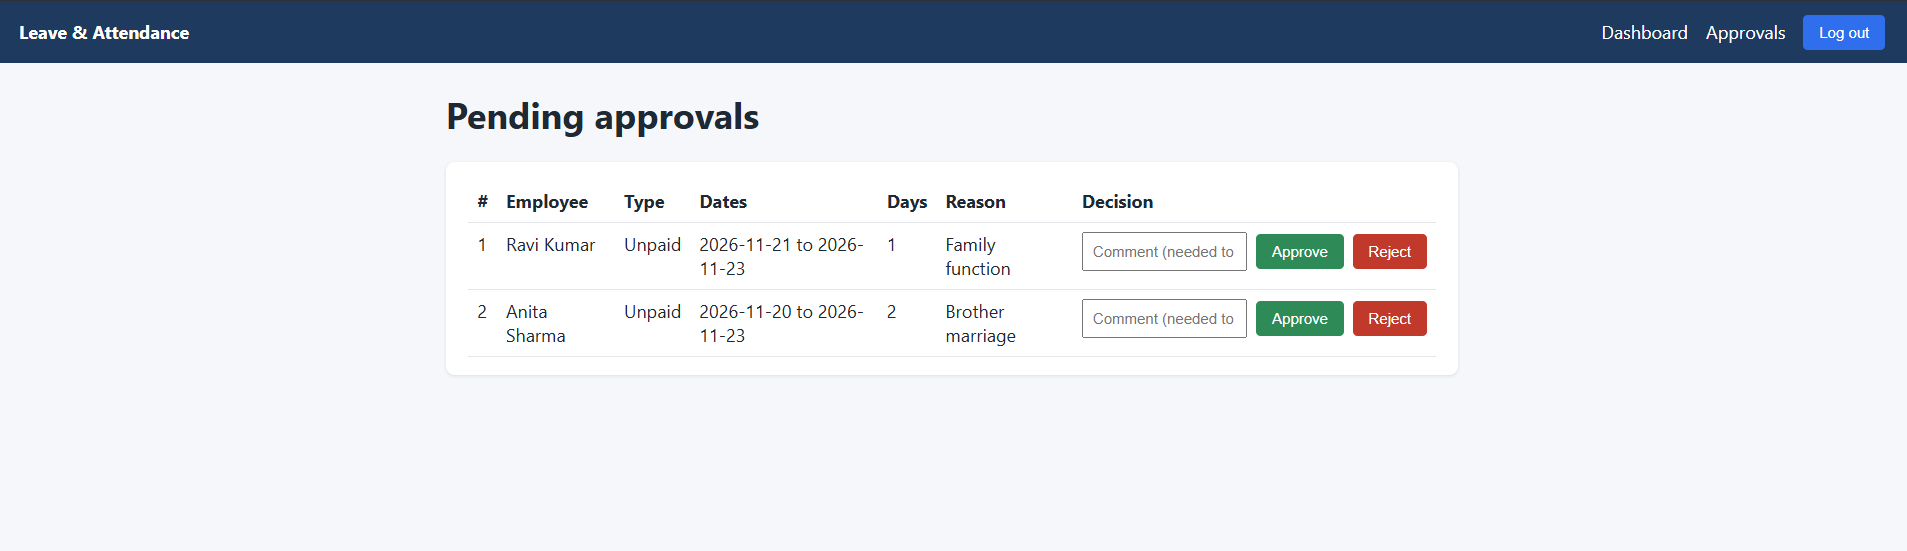 Leave & Attendance Dashboard Approvals Log out
Pending approvals
# Employee Type Dates Days Reason Decision
1 Ravi Kumar Unpaid 2026-11-21 to 2026- 1 Family Comment (needed to Approve Reject
11-23 function
2 Anita Unpaid 2026-11-20 to 2026- 2 Brother Comment (needed to Approve Reject
Sharma 11-23 marriage